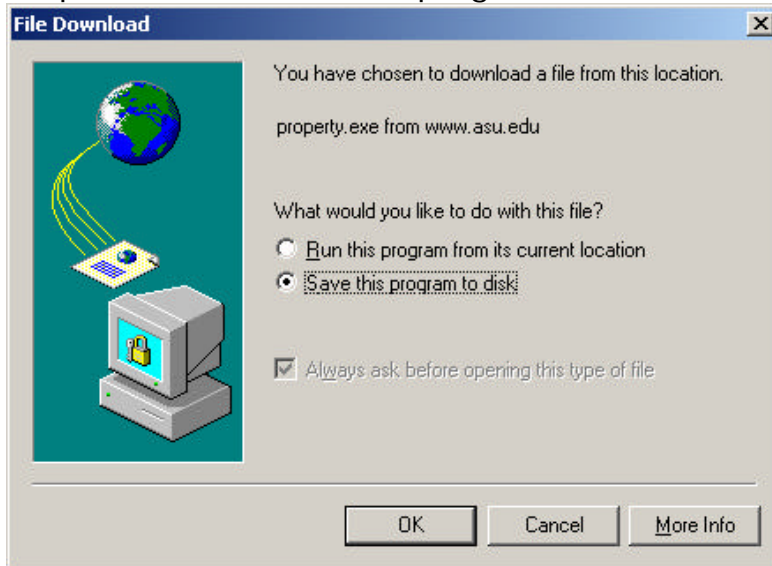 File Download
You have chosen to download a file from this location.
property.exe from www.asu.edu
What would you like to do with this file?
Run this program from its current location
Save this program to disk
Always ask before opening this type of file
OK
Cancel
More Info